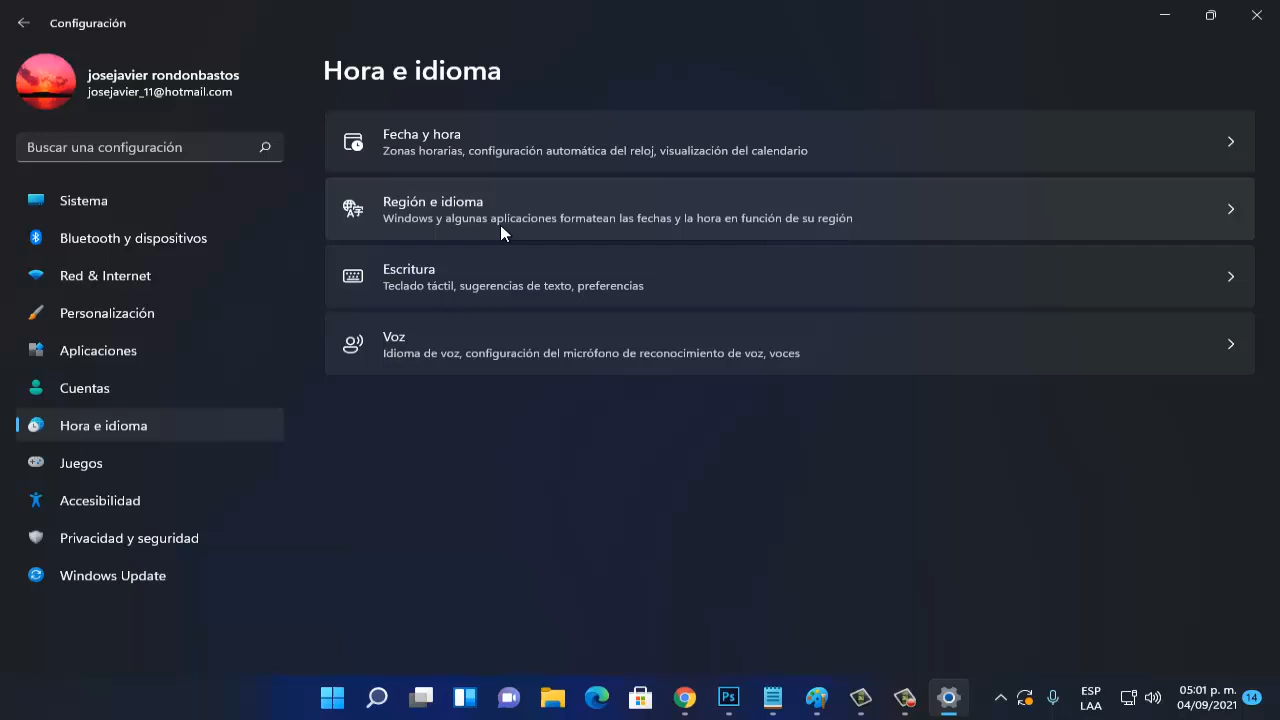 Configuración
josejavier rondonbastos
josejavier_11@hotmail.com
Buscar una configuración
Sistema
Bluetooth y dispositivos
Red & Internet
Personalización
Aplicaciones
Cuentas
Hora e idioma
Juegos
Accesibilidad
Privacidad y seguridad
Windows Update
Hora e idioma
Fecha y hora
Zonas horarias, configuración automática del reloj, visualización del calendario
Región e idioma
Windows y algunas aplicaciones formatean las fechas y la hora en función de su región
Escritura
Teclado táctil, sugerencias de texto, preferencias
Voz
Idioma de voz, configuración del micrófono de reconocimiento de voz, voces
Ps
ESP
LAA
05:01 p. m.
04/09/2021
14